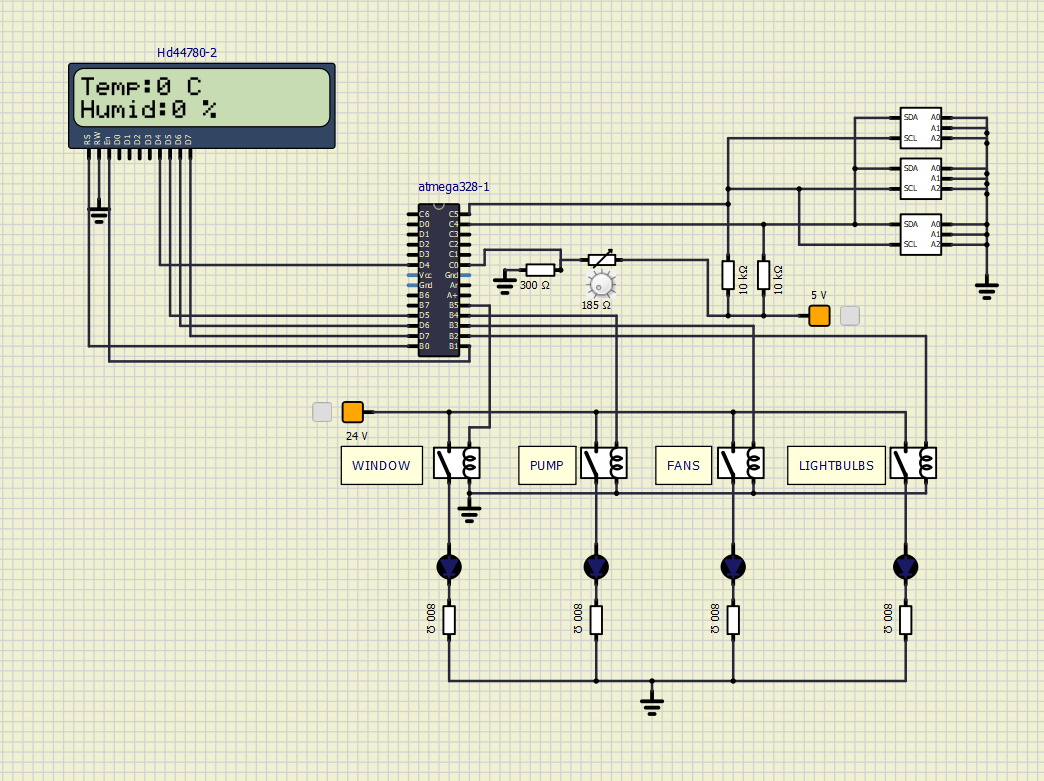 Hd44780-2
Temp:0 C
Humid:0 %
RS RW En D0 D1 D2 D3 D4 D5 D6 D7
atmega328-1
C6 C5
D0 C4
D1 C3
D2 C2
D3 C1
D4 C0
Vcc Gnd
Gnd Ar
B6 A+
B7 B5
D5 B4
D6 B3
D7 B2
B0 B1
300 Ω
185 Ω
10 kΩ
10 kΩ
5 V
SDA A0
A1
SCL A2
SDA A0
A1
SCL A2
SDA A0
A1
SCL A2
24 V
WINDOW
PUMP
FANS
LIGHTBULBS
800 Ω
800 Ω
800 Ω
800 Ω